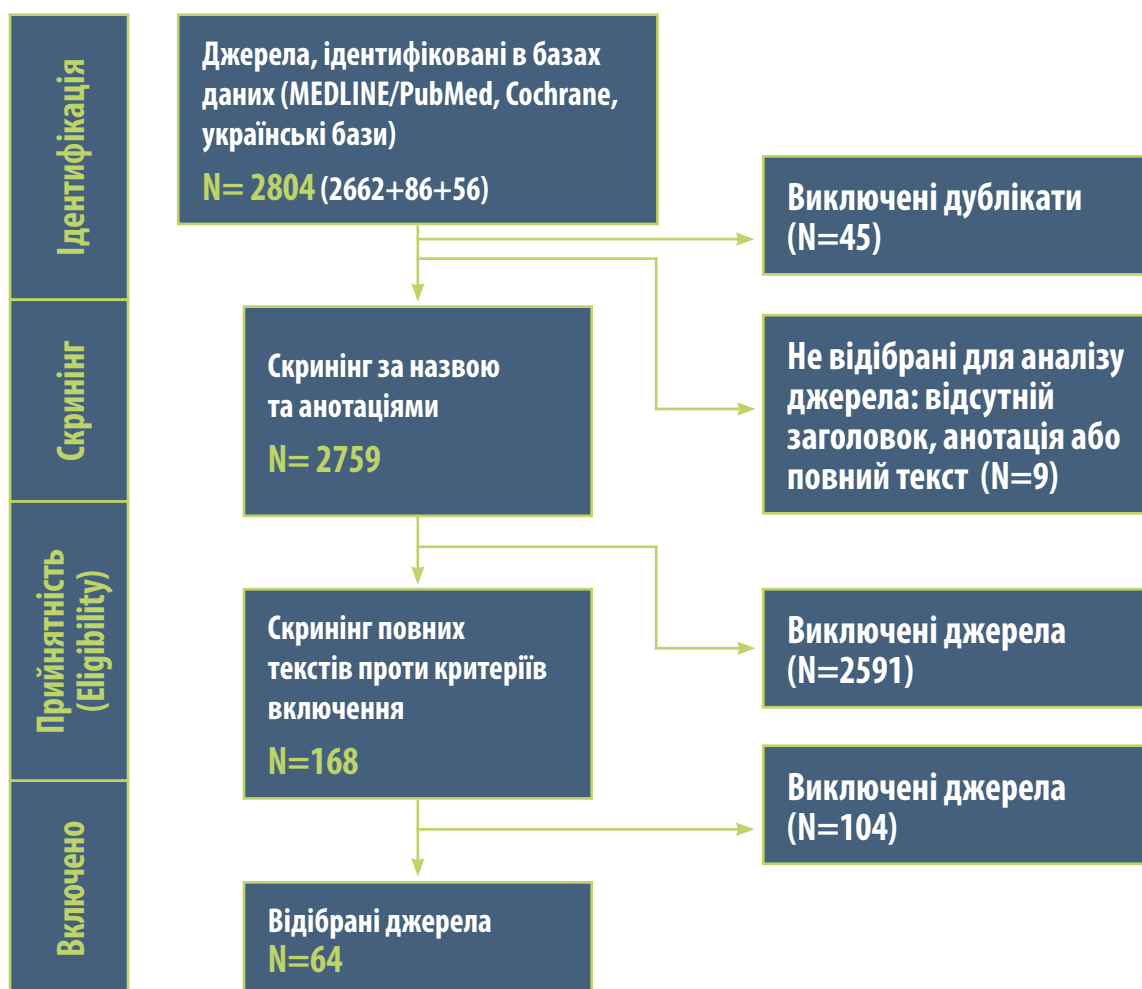 Ідентифікація
Джерела, ідентифіковані в базах
даних (MEDLINE/PubMed, Cochrane,
українські бази)
N= 2804 (2662+86+56)
Виключені дублікати
(N=45)
Скринінг
Скринінг за назвою
та анотаціями
N= 2759
Не відібрані для аналізу
джерела: відсутній
заголовок, анотація або
повний текст (N=9)
Прийнятність
(Eligibility)
Скринінг повних
текстів проти критеріїв
включення
N=168
Виключені джерела
(N=2591)
Виключені джерела
(N=104)
Включено
Відібрані джерела
N=64